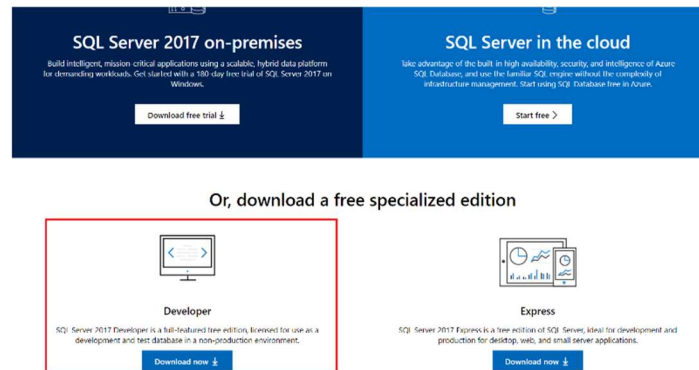 SQL Server 2017 on-premises
Build intelligent, mission-critical applications using a scalable, hybrid data platform
for demanding workloads. Get started with a 180-day free trial of SQL Server 2017 on
Windows.
Download free trial
SQL Server in the cloud
Take advantage of the built in high availability, security, and intelligence of Azure
SQL Database, and use the familiar SQL engine without the complexity of
infrastructure management. Start using SQL Database free in Azure.
Start free
Or, download a free specialized edition
Developer
SQL Server 2017 Developer is a full-featured free edition, licensed for use as a
development and test database in a non-production environment.
Download now
Express
SQL Server 2017 Express is a free edition of SQL Server, ideal for development and
production for desktop, web, and small server applications.
Download now